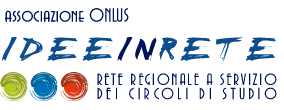 ASSOCIAZIONE ONLUS
IDEEINRETE
RETE REGIONALE A SERVIZIO
DEI CIRCOLI DI STUDIO